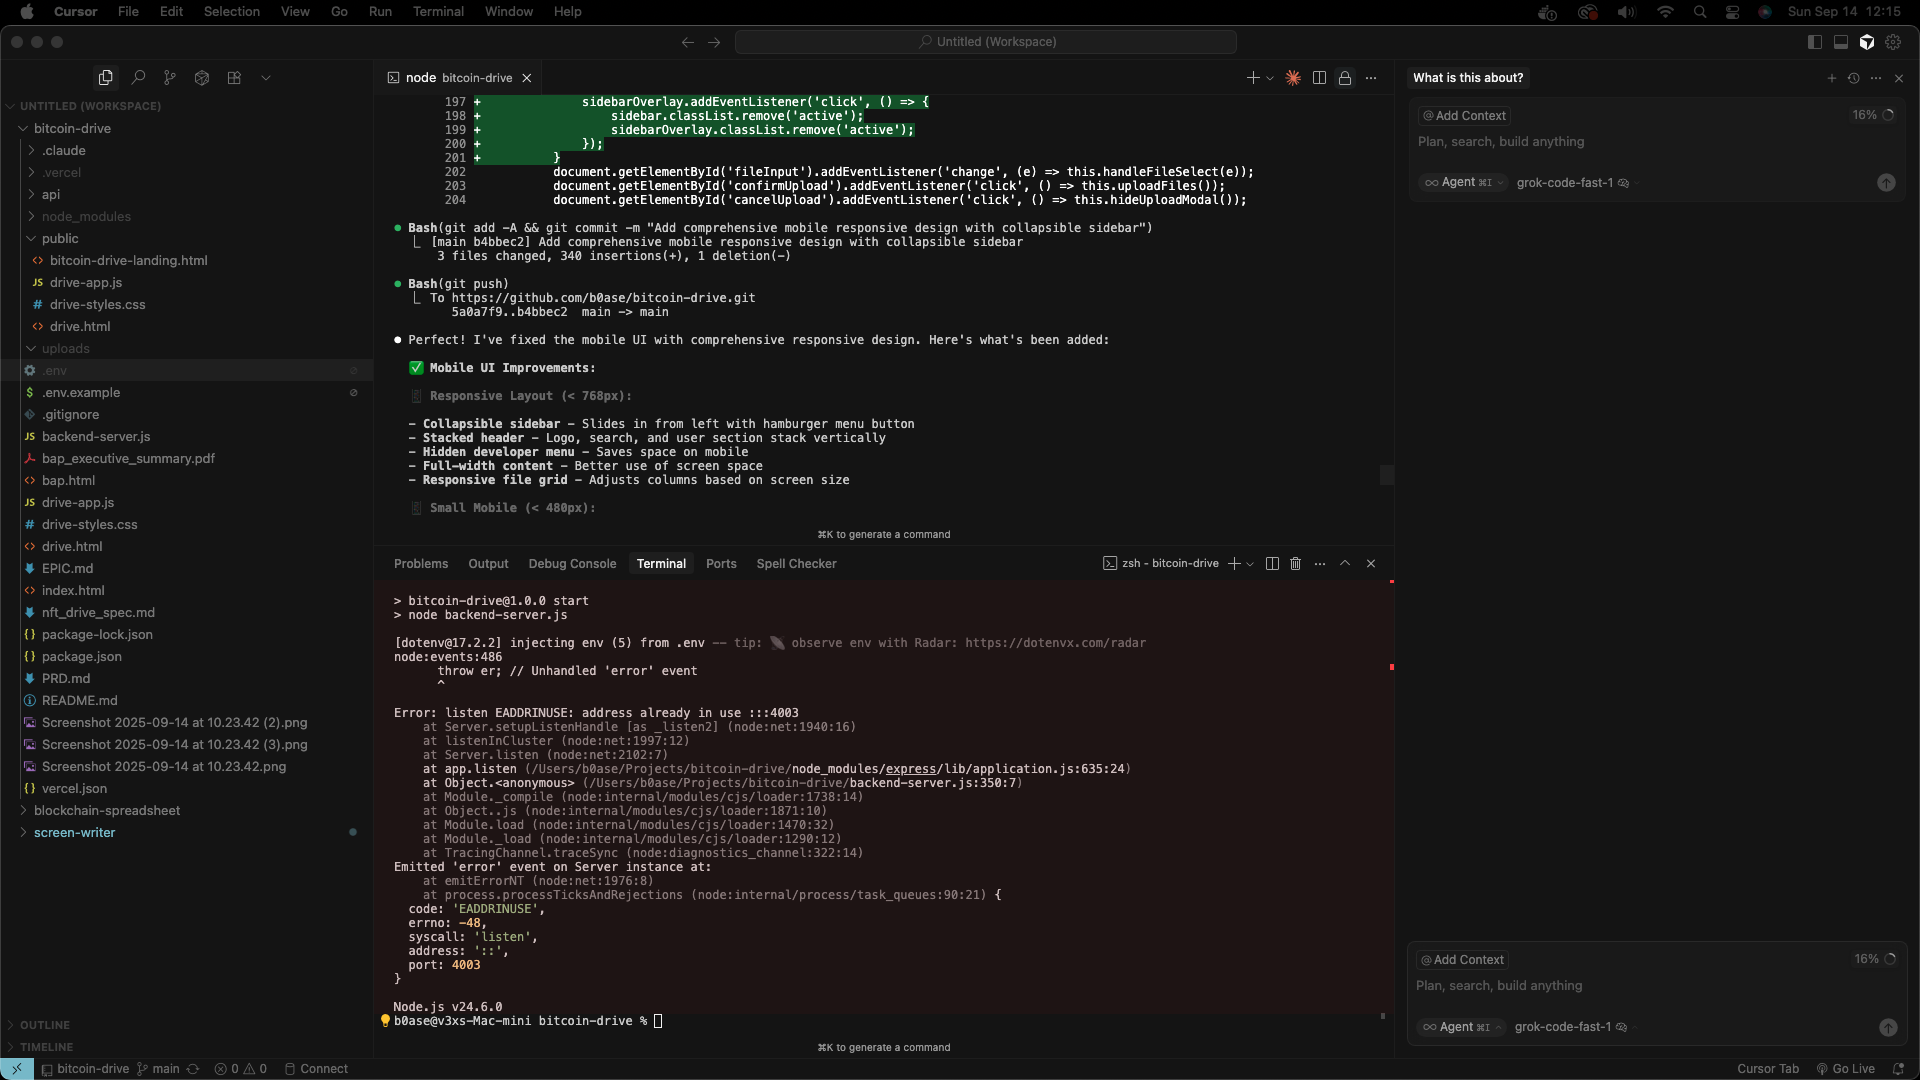 Cursor File Edit Selection View Go Run Terminal Window Help Sun Sep 14 12:15
Untitled (Workspace)
UNTITLED (WORKSPACE)
bitcoin-drive
.claude
.vercel
api
node_modules
public
bitcoin-drive-landing.html
JS drive-app.js
# drive-styles.css
<> drive.html
uploads
.env
$ .env.example
.gitignore
JS backend-server.js
bap_executive_summary.pdf
<> bap.html
JS drive-app.js
# drive-styles.css
<> drive.html
EPIC.md
<> index.html
nft_drive_spec.md
{} package-lock.json
{} package.json
PRD.md
README.md
Screenshot 2025-09-14 at 10.23.42 (2).png
Screenshot 2025-09-14 at 10.23.42 (3).png
Screenshot 2025-09-14 at 10.23.42.png
{} vercel.json
blockchain-spreadsheet
screen-writer
OUTLINE
TIMELINE
node bitcoin-drive
197 + sidebarOverlay.addEventListener('click', () => {
198 + sidebar.classList.remove('active');
199 + sidebarOverlay.classList.remove('active');
200 + });
201 + }
202 document.getElementById('fileInput').addEventListener('change', (e) => this.handleFileSelect(e));
203 document.getElementById('confirmUpload').addEventListener('click', () => this.uploadFiles());
204 document.getElementById('cancelUpload').addEventListener('click', () => this.hideUploadModal());
Bash(git add -A && git commit -m "Add comprehensive mobile responsive design with collapsible sidebar")
[main b4bbec2] Add comprehensive mobile responsive design with collapsible sidebar
3 files changed, 340 insertions(+), 1 deletion(-)
Bash(git push)
To https://github.com/b0ase/bitcoin-drive.git
5a0a7f9..b4bbec2 main -> main
Perfect! I've fixed the mobile UI with comprehensive responsive design. Here's what's been added:
✅ Mobile UI Improvements:
Responsive Layout (< 768px):
- Collapsible sidebar - Slides in from left with hamburger menu button
- Stacked header - Logo, search, and user section stack vertically
- Hidden developer menu - Saves space on mobile
- Full-width content - Better use of screen space
- Responsive file grid - Adjusts columns based on screen size
Small Mobile (< 480px):
⌘K to generate a command
Problems Output Debug Console Terminal Ports Spell Checker zsh - bitcoin-drive
> bitcoin-drive@1.0.0 start
> node backend-server.js
[dotenv@17.2.2] injecting env (5) from .env -- tip: observe env with Radar: https://dotenvx.com/radar
node:events:486
throw er; // Unhandled 'error' event
^
Error: listen EADDRINUSE: address already in use :::4003
at Server.setupListenHandle [as _listen2] (node:net:1940:16)
at listenInCluster (node:net:1997:12)
at Server.listen (node:net:2102:7)
at app.listen (/Users/b0ase/Projects/bitcoin-drive/node_modules/express/lib/application.js:635:24)
at Object.<anonymous> (/Users/b0ase/Projects/bitcoin-drive/backend-server.js:350:7)
at Module._compile (node:internal/modules/cjs/loader:1738:14)
at Object..js (node:internal/modules/cjs/loader:1871:10)
at Module.load (node:internal/modules/cjs/loader:1470:32)
at Module._load (node:internal/modules/cjs/loader:1290:12)
at TracingChannel.traceSync (node:diagnostics_channel:322:14)
Emitted 'error' event on Server instance at:
at emitErrorNT (node:net:1976:8)
at process.processTicksAndRejections (node:internal/process/task_queues:90:21) {
code: 'EADDRINUSE',
errno: -48,
syscall: 'listen',
address: '::',
port: 4003
}
Node.js v24.6.0
b0ase@v3xs-Mac-mini bitcoin-drive %
⌘K to generate a command
What is this about?
@ Add Context 16%
Plan, search, build anything
∞ Agent ⌘I grok-code-fast-1
@ Add Context 16%
Plan, search, build anything
∞ Agent ⌘I grok-code-fast-1
bitcoin-drive main 0 0 Connect Cursor Tab Go Live